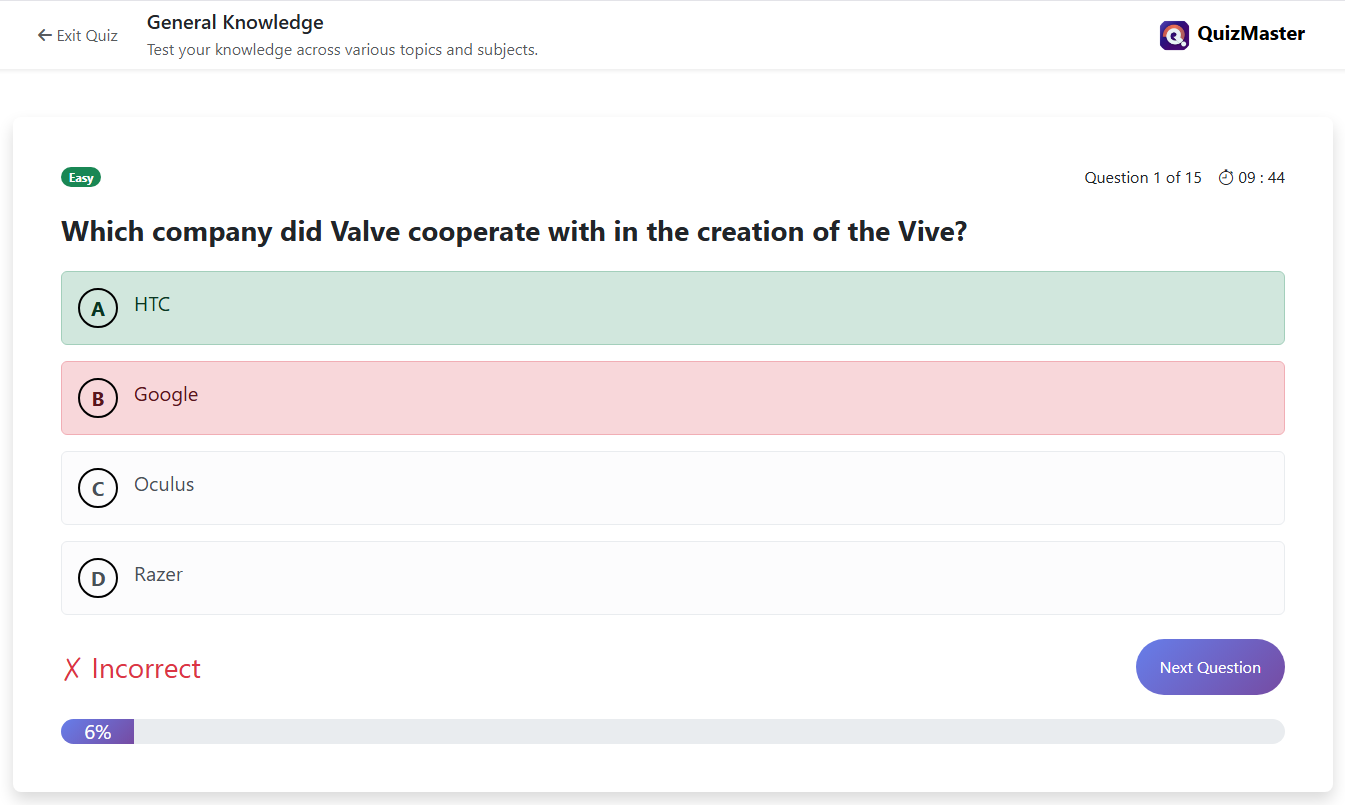 ← Exit Quiz
General Knowledge
Test your knowledge across various topics and subjects.
QuizMaster
Easy
Question 1 of 15
09 : 44
Which company did Valve cooperate with in the creation of the Vive?
A HTC
B Google
C Oculus
D Razer
✗ Incorrect
Next Question
6%